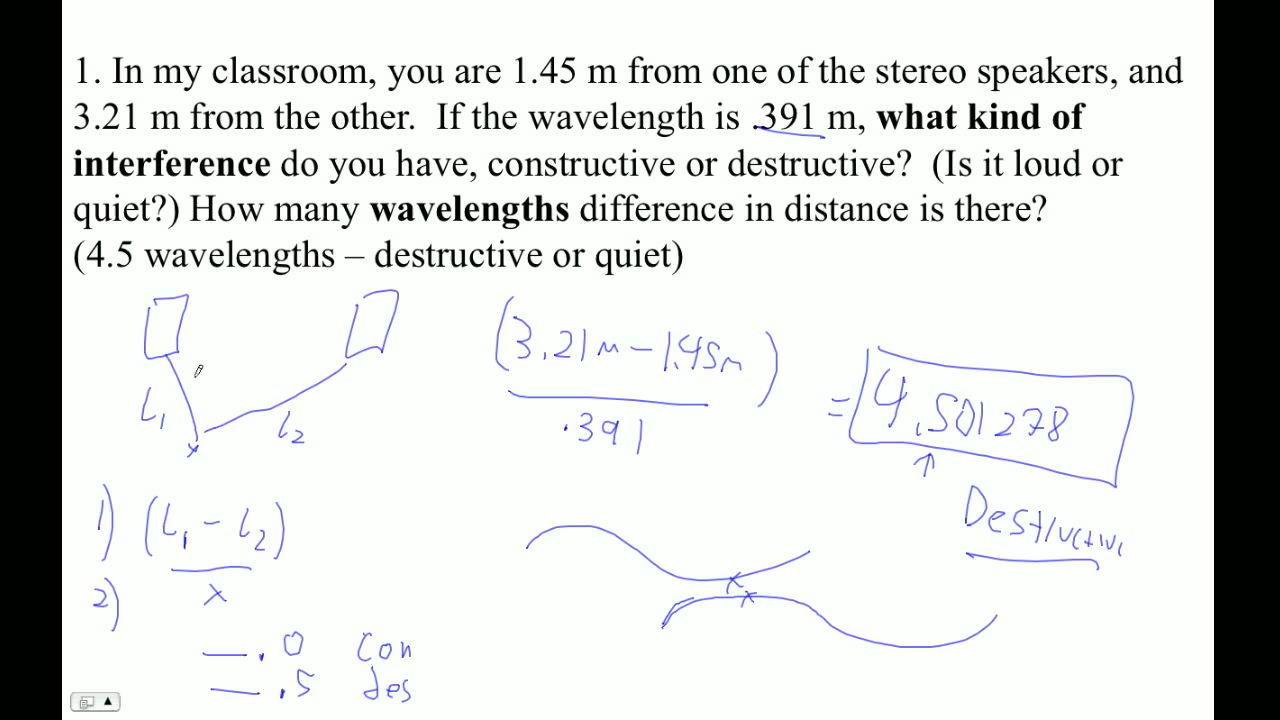 1. In my classroom, you are 1.45 m from one of the stereo speakers, and
3.21 m from the other. If the wavelength is .391 m, what kind of
interference do you have, constructive or destructive? (Is it loud or
quiet?) How many wavelengths difference in distance is there?
(4.5 wavelengths – destructive or quiet)
L₁
L₂
(3.21m – 1.45m)
.391
= 4.501278
↑
Destructive
1) (L₁ – L₂)
2) λ
__.0 Con
__.5 des